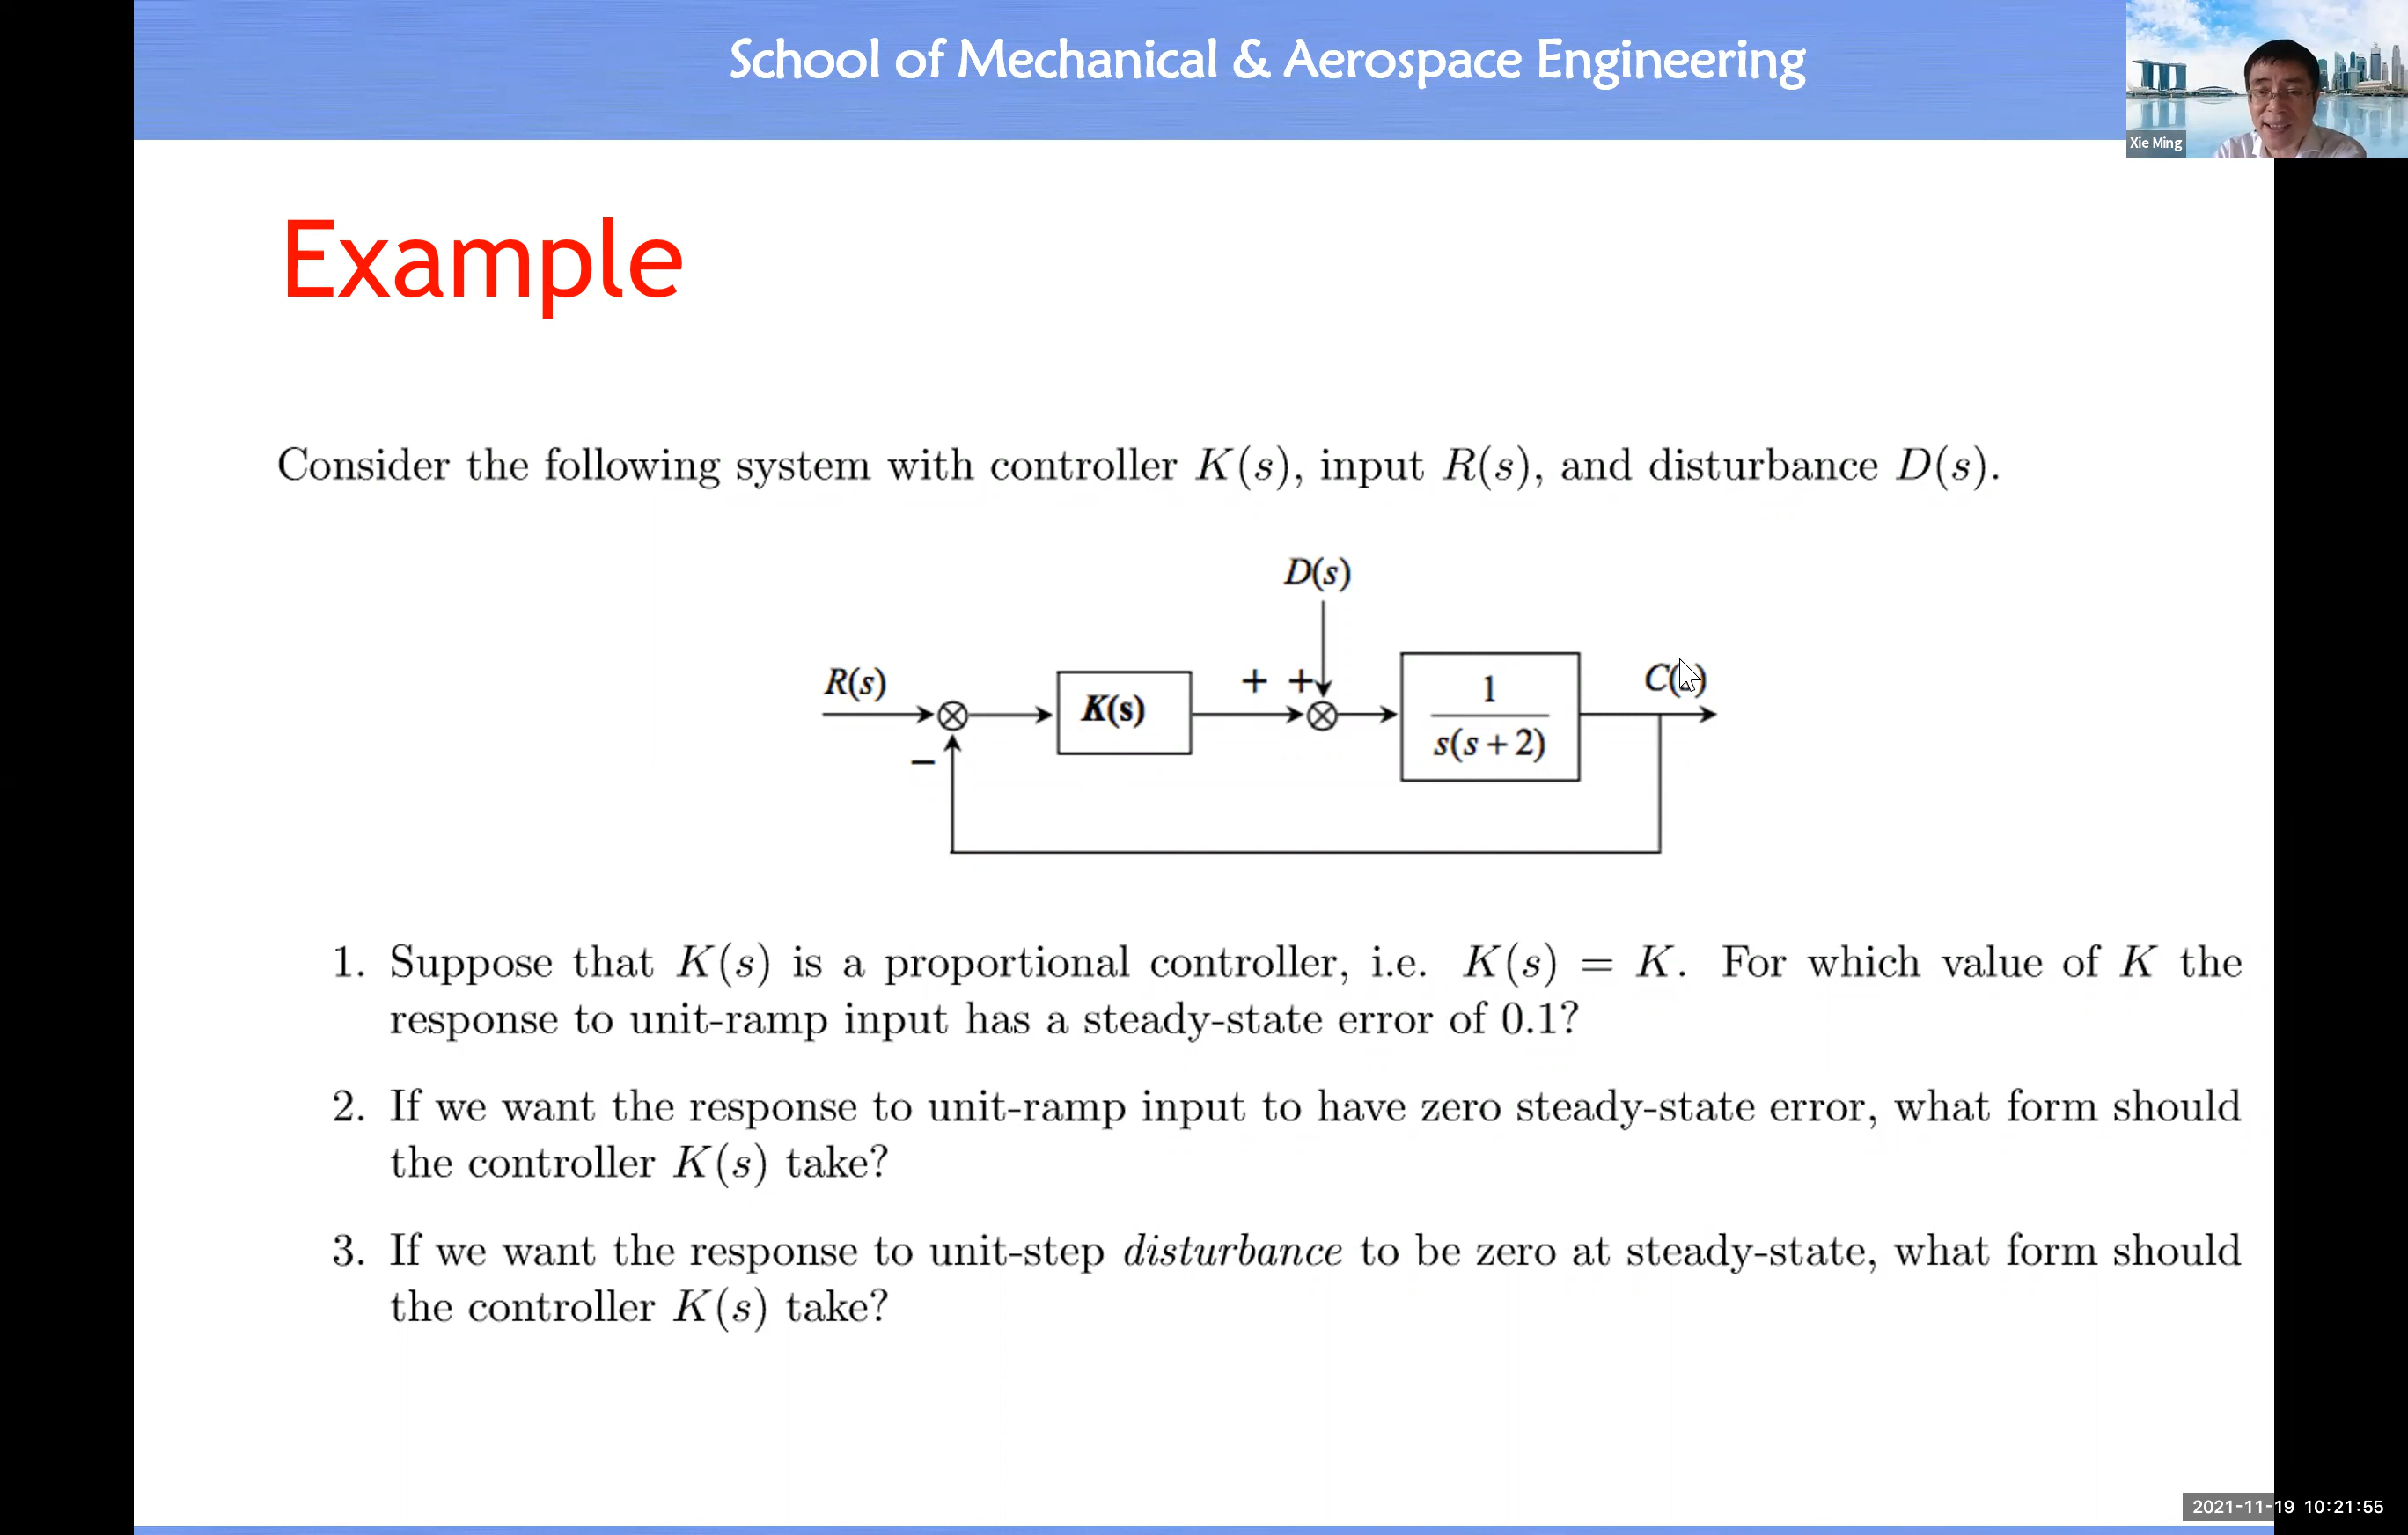 School of Mechanical & Aerospace Engineering
Xie Ming
Example
Consider the following system with controller K(s), input R(s), and disturbance D(s).
D(s)
R(s)
K(s)
+ +
1
s(s + 2)
C( )
−
1. Suppose that K(s) is a proportional controller, i.e. K(s) = K. For which value of K the
response to unit-ramp input has a steady-state error of 0.1?
2. If we want the response to unit-ramp input to have zero steady-state error, what form should
the controller K(s) take?
3. If we want the response to unit-step disturbance to be zero at steady-state, what form should
the controller K(s) take?
2021-11-19 10:21:55